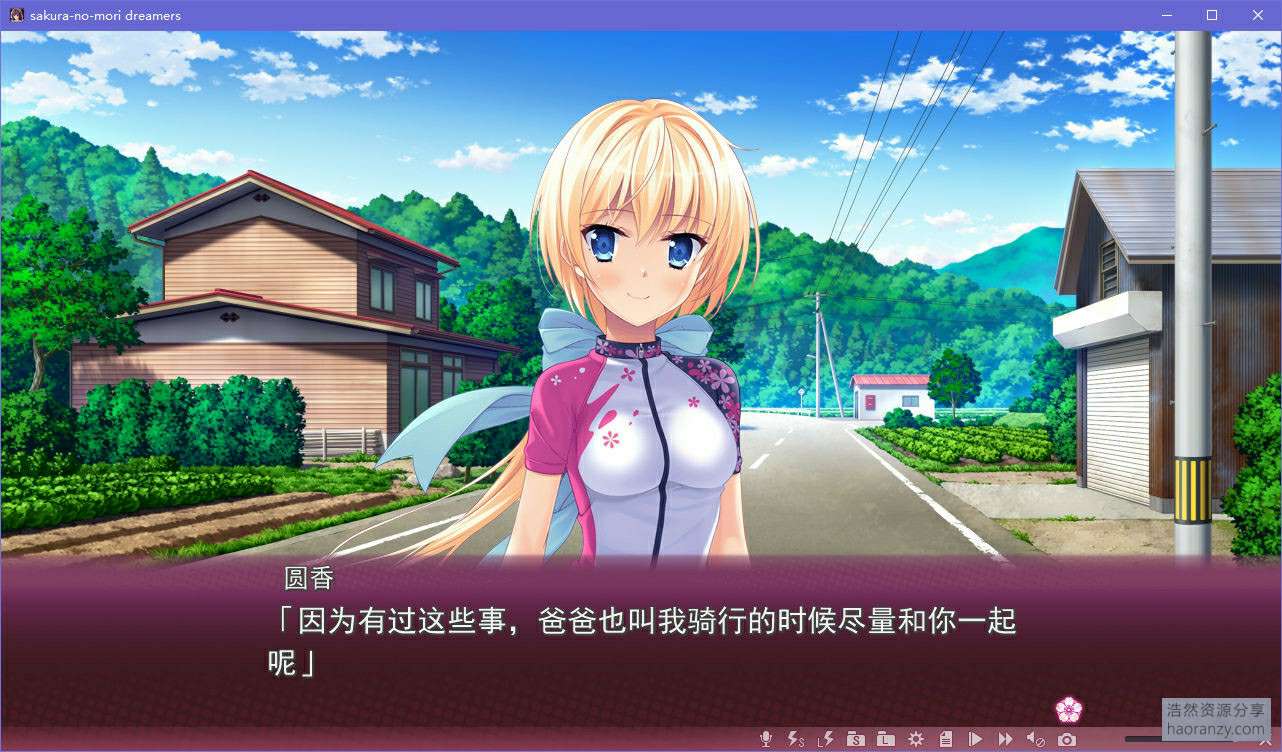 sakura-no-mori dreamers
圆香
「因为有过这些事，爸爸也叫我骑行的时候尽量和你一起
呢」
S
L
S
L
浩然资源分享
haoranzy.com